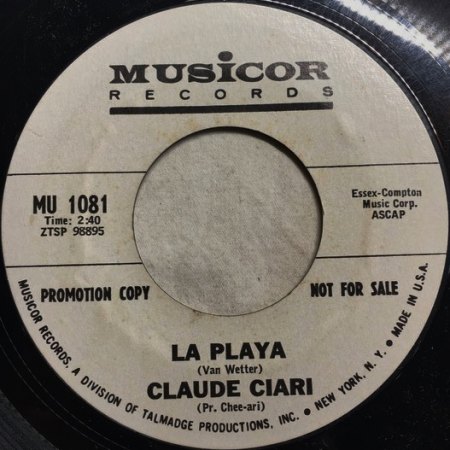 MUSICOR
RECORDS
MU 1081
Time: 2:40
ZTSP 98895
Essex-Compton
Music Corp.
ASCAP
PROMOTION COPY
NOT FOR SALE
LA PLAYA
(Van Wetter)
CLAUDE CIARI
(Pr. Chee-ari)
MUSICOR RECORDS, A DIVISION OF TALMADGE PRODUCTIONS, INC. • NEW YORK, N. Y. • MADE IN U.S.A.